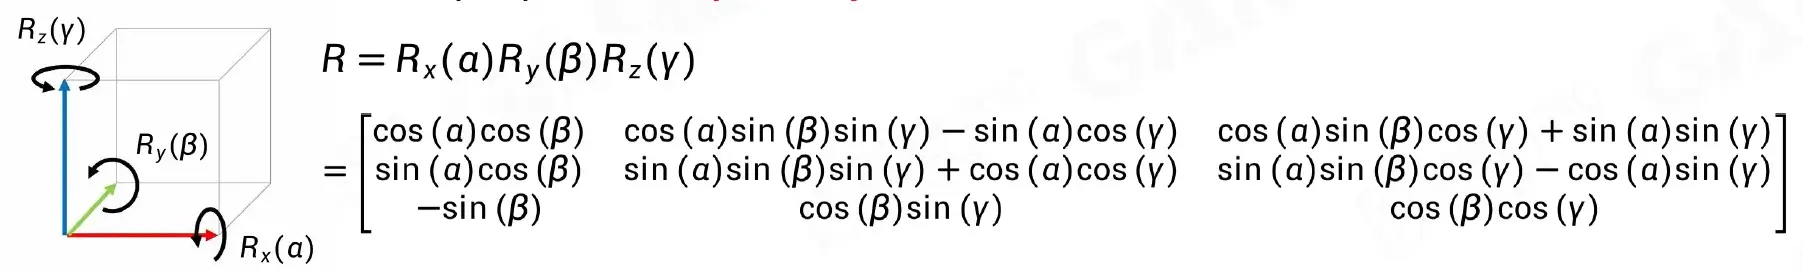 R_z(γ)
R = R_x(α)R_y(β)R_z(γ)
R_y(β)
= [cos (α)cos (β) cos (α)sin (β)sin (γ) − sin (α)cos (γ) cos (α)sin (β)cos (γ) + sin (α)sin (γ)
sin (α)cos (β) sin (α)sin (β)sin (γ) + cos (α)cos (γ) sin (α)sin (β)cos (γ) − cos (α)sin (γ)
−sin (β) cos (β)sin (γ) cos (β)cos (γ)]
R_x(α)